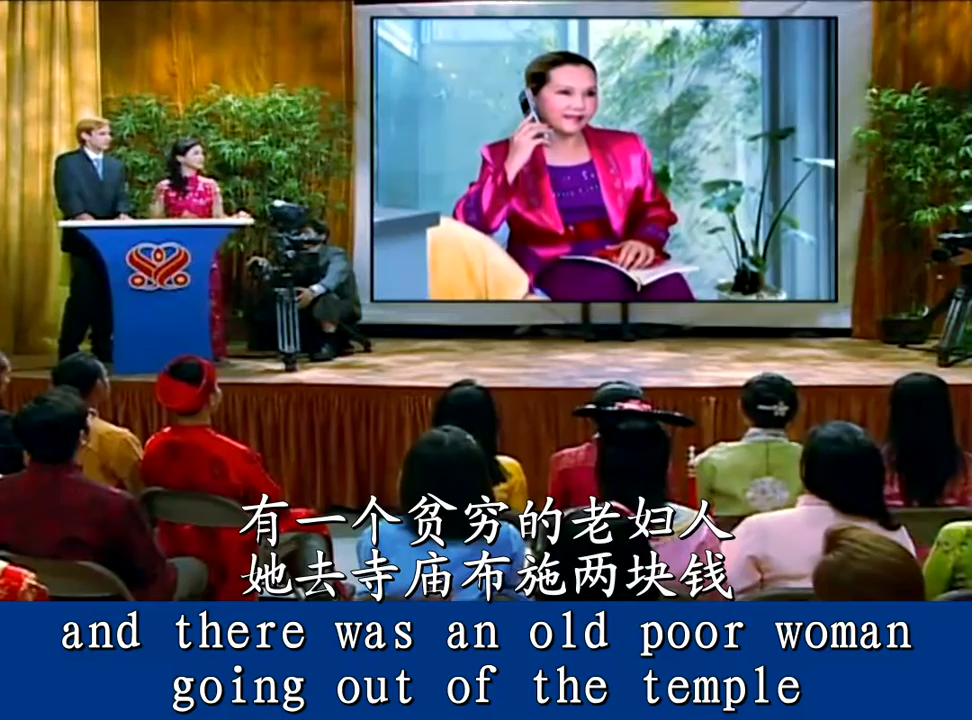 有一个贫穷的老妇人
她去寺庙布施两块钱
and there was an old poor woman
going out of the temple